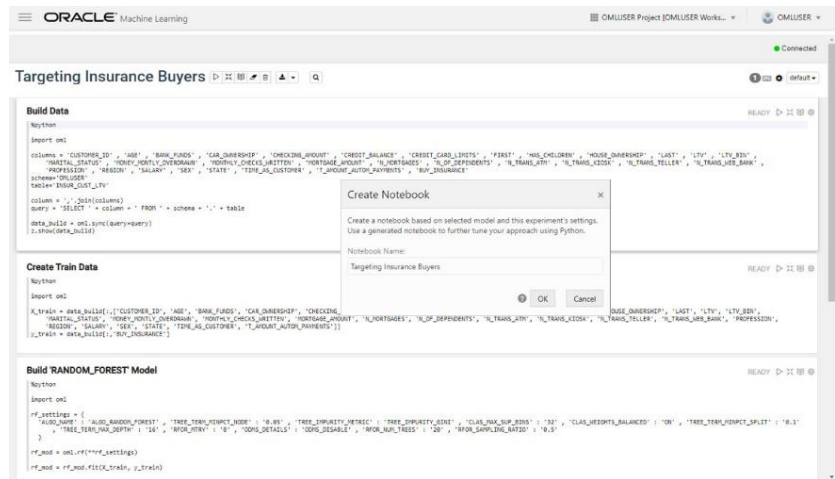 ORACLE Machine Learning
OMLUSER Project [OMLUSER Works...
OMLUSER
Connected
Targeting Insurance Buyers
1
default
Build Data
READY
%python
import oml
columns = 'CUSTOMER_ID' , 'AGE' , 'BANK_FUNDS' , 'CAR_OWNERSHIP' , 'CHECKING_AMOUNT' , 'CREDIT_BALANCE' , 'CREDIT_CARD_LIMITS' , 'FIRST' , 'HAS_CHILDREN' , 'HOUSE_OWNERSHIP' , 'LAST' , 'LTV' , 'LTV_BIN' ,
'MARITAL_STATUS' , 'MONEY_MONTLY_OVERDRAWN' , 'MONTHLY_CHECKS_WRITTEN' , 'MORTGAGE_AMOUNT' , 'N_MORTGAGES' , 'N_OF_DEPENDENTS' , 'N_TRANS_ATM' , 'N_TRANS_KIOSK' , 'N_TRANS_TELLER' , 'N_TRANS_WEB_BANK' ,
'PROFESSION' , 'REGION' , 'SALARY' , 'SEX' , 'STATE' , 'TIME_AS_CUSTOMER' , 'T_AMOUNT_AUTOM_PAYMENTS' , 'BUY_INSURANCE'
schema='OMLUSER'
table='INSUR_CUST_LTV'
column = ','.join(columns)
query = 'SELECT ' + column + ' FROM ' + schema + '.' + table
data_build = oml.sync(query=query)
z.show(data_build)
Create Notebook
Create a notebook based on selected model and this experiment's settings.
Use a generated notebook to further tune your approach using Python.
Notebook Name:
Targeting Insurance Buyers
OK
Cancel
Create Train Data
READY
%python
import oml
X_train = data_build[:,['CUSTOMER_ID', 'AGE', 'BANK_FUNDS', 'CAR_OWNERSHIP', 'CHECKING_ HOUSE_OWNERSHIP', 'LAST', 'LTV', 'LTV_BIN',
'MARITAL_STATUS', 'MONEY_MONTLY_OVERDRAWN', 'MONTHLY_CHECKS_WRITTEN', 'MORTGAGE_AMOUNT', 'N_MORTGAGES', 'N_OF_DEPENDENTS', 'N_TRANS_ATM', 'N_TRANS_KIOSK', 'N_TRANS_TELLER', 'N_TRANS_WEB_BANK', 'PROFESSION',
'REGION', 'SALARY', 'SEX', 'STATE', 'TIME_AS_CUSTOMER', 'T_AMOUNT_AUTOM_PAYMENTS']]
y_train = data_build[:,'BUY_INSURANCE']
Build 'RANDOM_FOREST' Model
READY
%python
import oml
rf_settings = {
'ALGO_NAME' : 'ALGO_RANDOM_FOREST' , 'TREE_TERM_MINPCT_NODE' : '0.05' , 'TREE_IMPURITY_METRIC' : 'TREE_IMPURITY_GINI' , 'CLAS_MAX_SUP_BINS' : '32' , 'CLAS_WEIGHTS_BALANCED' : 'ON' , 'TREE_TERM_MINPCT_SPLIT' : '0.1'
, 'TREE_TERM_MAX_DEPTH' : '16' , 'RFOR_MTRY' : '0' , 'ODMS_DETAILS' : 'ODMS_DISABLE' , 'RFOR_NUM_TREES' : '20' , 'RFOR_SAMPLING_RATIO' : '0.5'
}
rf_mod = oml.rf(**rf_settings)
rf_mod = rf_mod.fit(X_train, y_train)